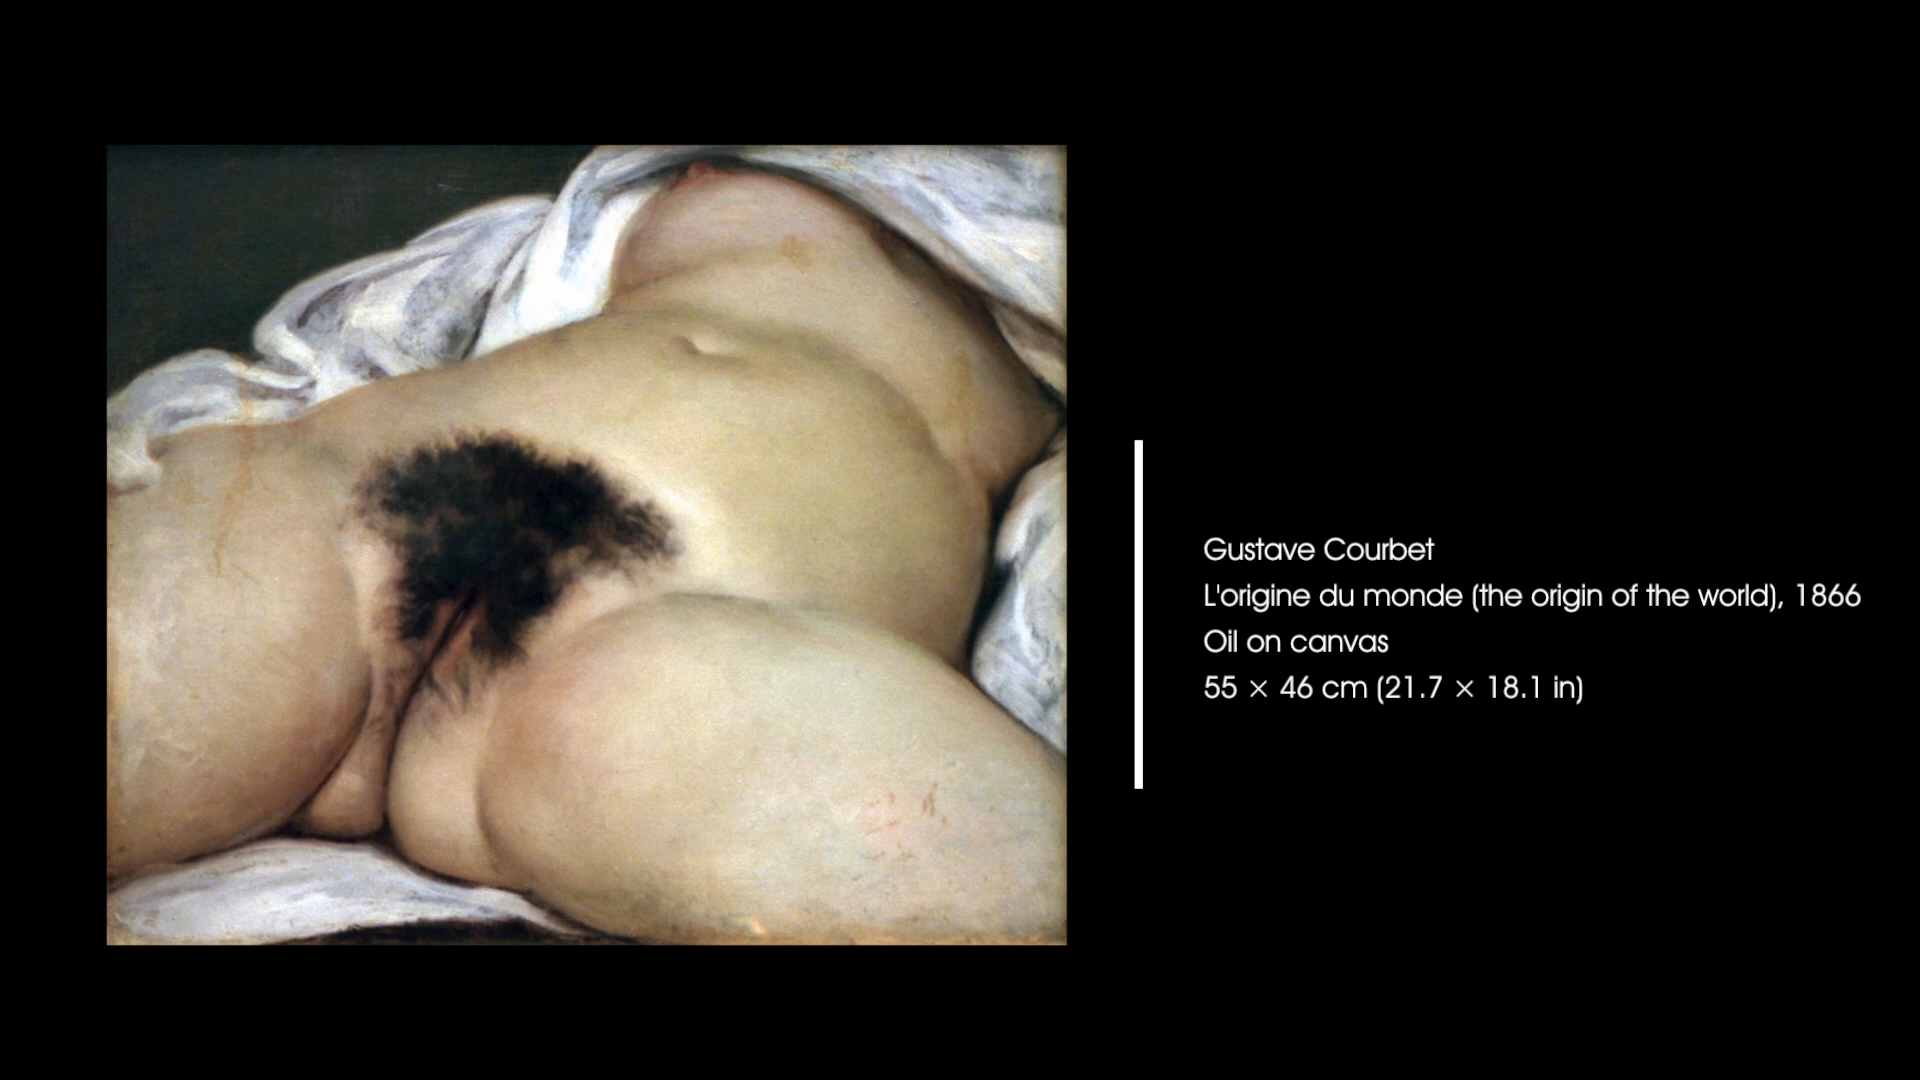 Gustave Courbet
L'origine du monde (the origin of the world), 1866
Oil on canvas
55 × 46 cm (21.7 × 18.1 in)